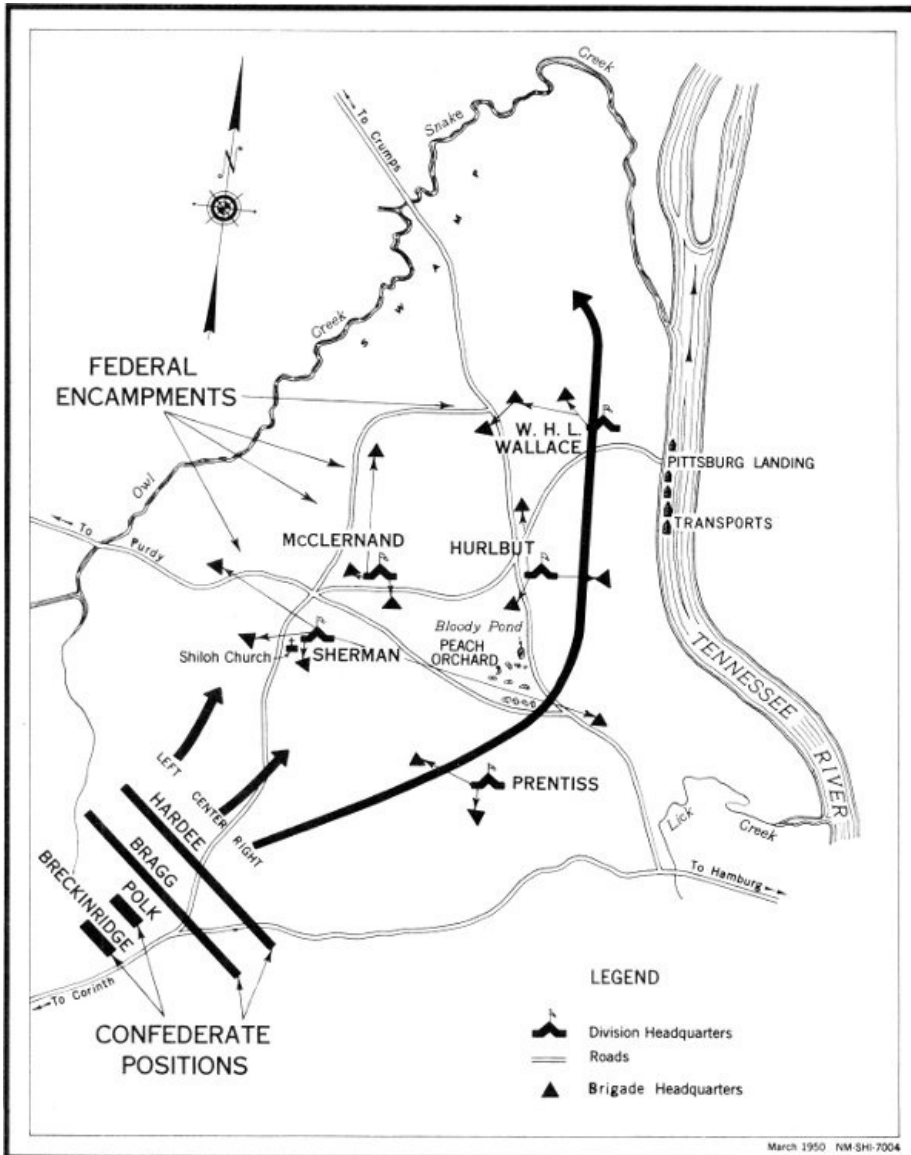 Creek
Snake
To Crumps
N
SWAMP
Creek
FEDERAL
ENCAMPMENTS
W. H. L.
WALLACE
PITTSBURG LANDING
Owl
TRANSPORTS
To
Purdy
McCLERNAND
HURLBUT
Bloody Pond
PEACH
ORCHARD
Shiloh Church
SHERMAN
TENNESSEE
RIVER
LEFT
CENTER
RIGHT
PRENTISS
Lick
Creek
HARDEE
BRAGG
POLK
BRECKINRIDGE
To Hamburg
To Corinth
CONFEDERATE
POSITIONS
LEGEND
Division Headquarters
Roads
Brigade Headquarters
March 1950 NM-SHI-7004